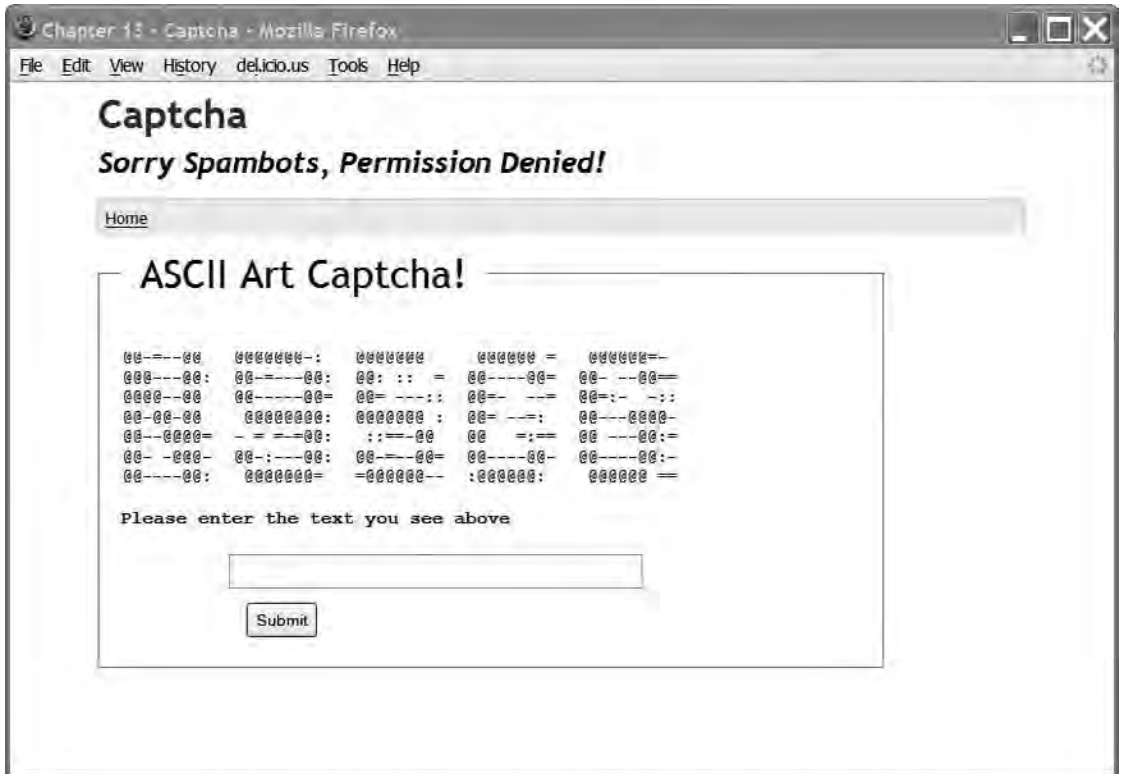 Chapter 13 - Captcha - Mozilla Firefox
File Edit View History del.icio.us Tools Help
Captcha
Sorry Spambots, Permission Denied!
Home
ASCII Art Captcha!
@@-=--@@   @@@@@@@-:   @@@@@@@     @@@@@@ =   @@@@@@=-
@@@---@@:  @@-=---@@:  @@: ::  =  @@----@@=  @@- --@@==
@@@@--@@   @@-----@@=  @@= ---::  @@=-  --=  @@=:-  -::
@@-@@-@@    @@@@@@@@:  @@@@@@@ :  @@= --=:   @@---@@@@-
@@--@@@@=  - = =-=@@:   ::==-@@   @@   =:==  @@ ---@@:=
@@- -@@@-  @@-:---@@:  @@-=--@@=  @@----@@-  @@----@@:-
@@----@@:   @@@@@@@=   =@@@@@@--  :@@@@@@:    @@@@@@ ==
Please enter the text you see above
Submit